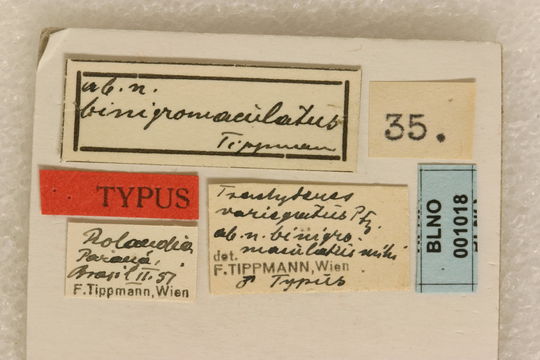 ab. n.
binigromaculatus
Tippmann
35.
TYPUS
Rolandia
Paraná,
Brasil II. 51
F. Tippmann, Wien
Trachyderes
variegatus
ab. n. binigro-
maculatus mihi
det.
F. TIPPMANN, Wien
♂ Typus
BLNO
001018